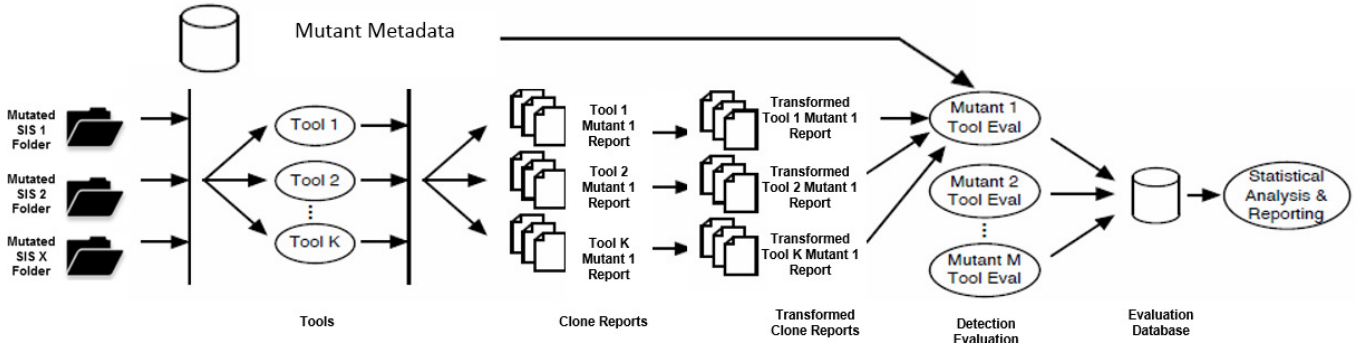 Mutant Metadata
Mutated
SIS 1
Folder
Mutated
SIS 2
Folder
Mutated
SIS X
Folder
Tool 1
Tool 2
Tool K
Tool 1
Mutant 1
Report
Tool 2
Mutant 1
Report
Tool K
Mutant 1
Report
Transformed
Tool 1 Mutant 1
Report
Transformed
Tool 2 Mutant 1
Report
Transformed
Tool K Mutant 1
Report
Mutant 1
Tool Eval
Mutant 2
Tool Eval
Mutant M
Tool Eval
Statistical
Analysis &
Reporting
Tools
Clone Reports
Transformed
Clone Reports
Detection
Evaluation
Evaluation
Database